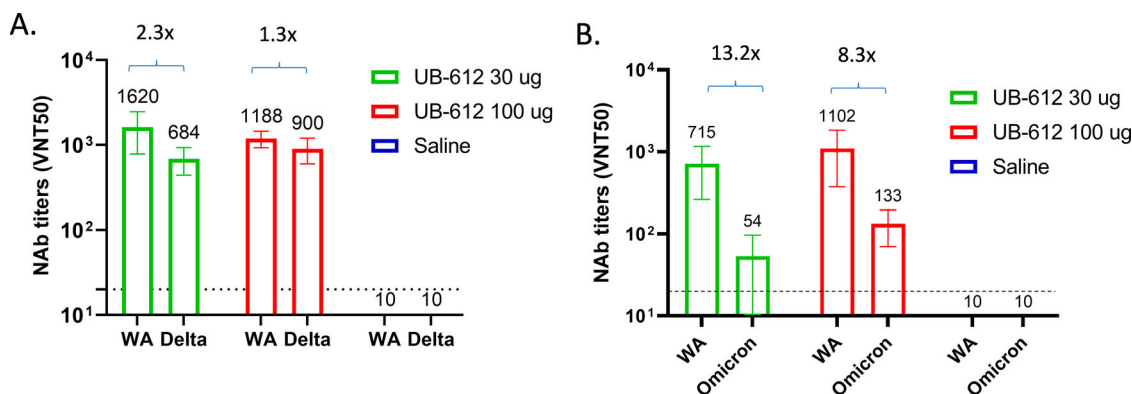 A.
2.3x
1.3x
NAb titers (VNT50)
10⁴
10³
10²
10¹
1620
684
1188
900
10
10
WA Delta
WA Delta
WA Delta
UB-612 30 ug
UB-612 100 ug
Saline
B.
13.2x
8.3x
NAb titers (VNT50)
10⁴
10³
10²
10¹
715
54
1102
133
10
10
WA
Omicron
WA
Omicron
WA
Omicron
UB-612 30 ug
UB-612 100 ug
Saline